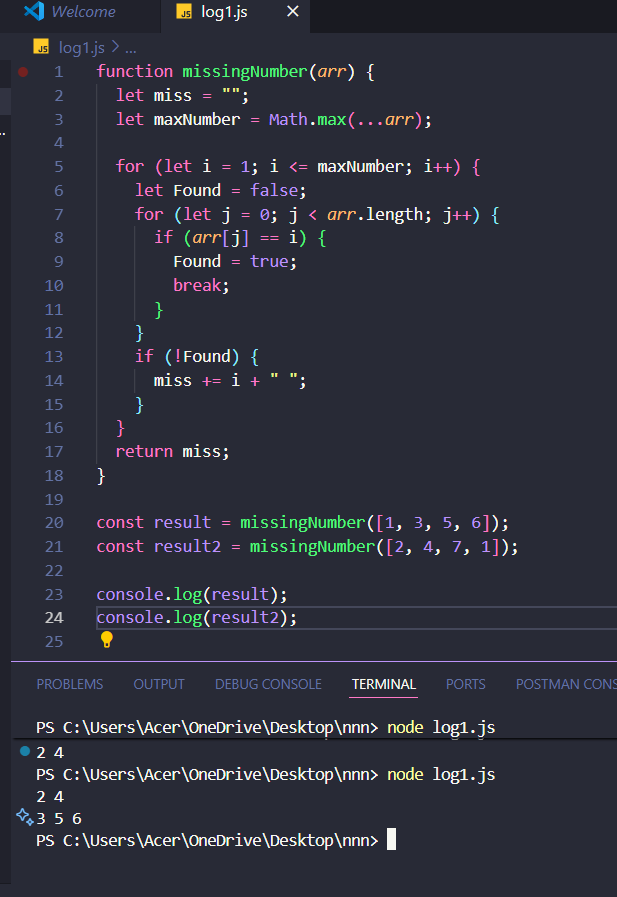 Welcome
JS log1.js ×
JS log1.js > ...
1 function missingNumber(arr) {
2 let miss = "";
3 let maxNumber = Math.max(...arr);
4
5 for (let i = 1; i <= maxNumber; i++) {
6 let Found = false;
7 for (let j = 0; j < arr.length; j++) {
8 if (arr[j] == i) {
9 Found = true;
10 break;
11 }
12 }
13 if (!Found) {
14 miss += i + " ";
15 }
16 }
17 return miss;
18 }
19
20 const result = missingNumber([1, 3, 5, 6]);
21 const result2 = missingNumber([2, 4, 7, 1]);
22
23 console.log(result);
24 console.log(result2);
25
PROBLEMS OUTPUT DEBUG CONSOLE TERMINAL PORTS POSTMAN CONS
PS C:\Users\Acer\OneDrive\Desktop\nnn> node log1.js
2 4
PS C:\Users\Acer\OneDrive\Desktop\nnn> node log1.js
2 4
3 5 6
PS C:\Users\Acer\OneDrive\Desktop\nnn>